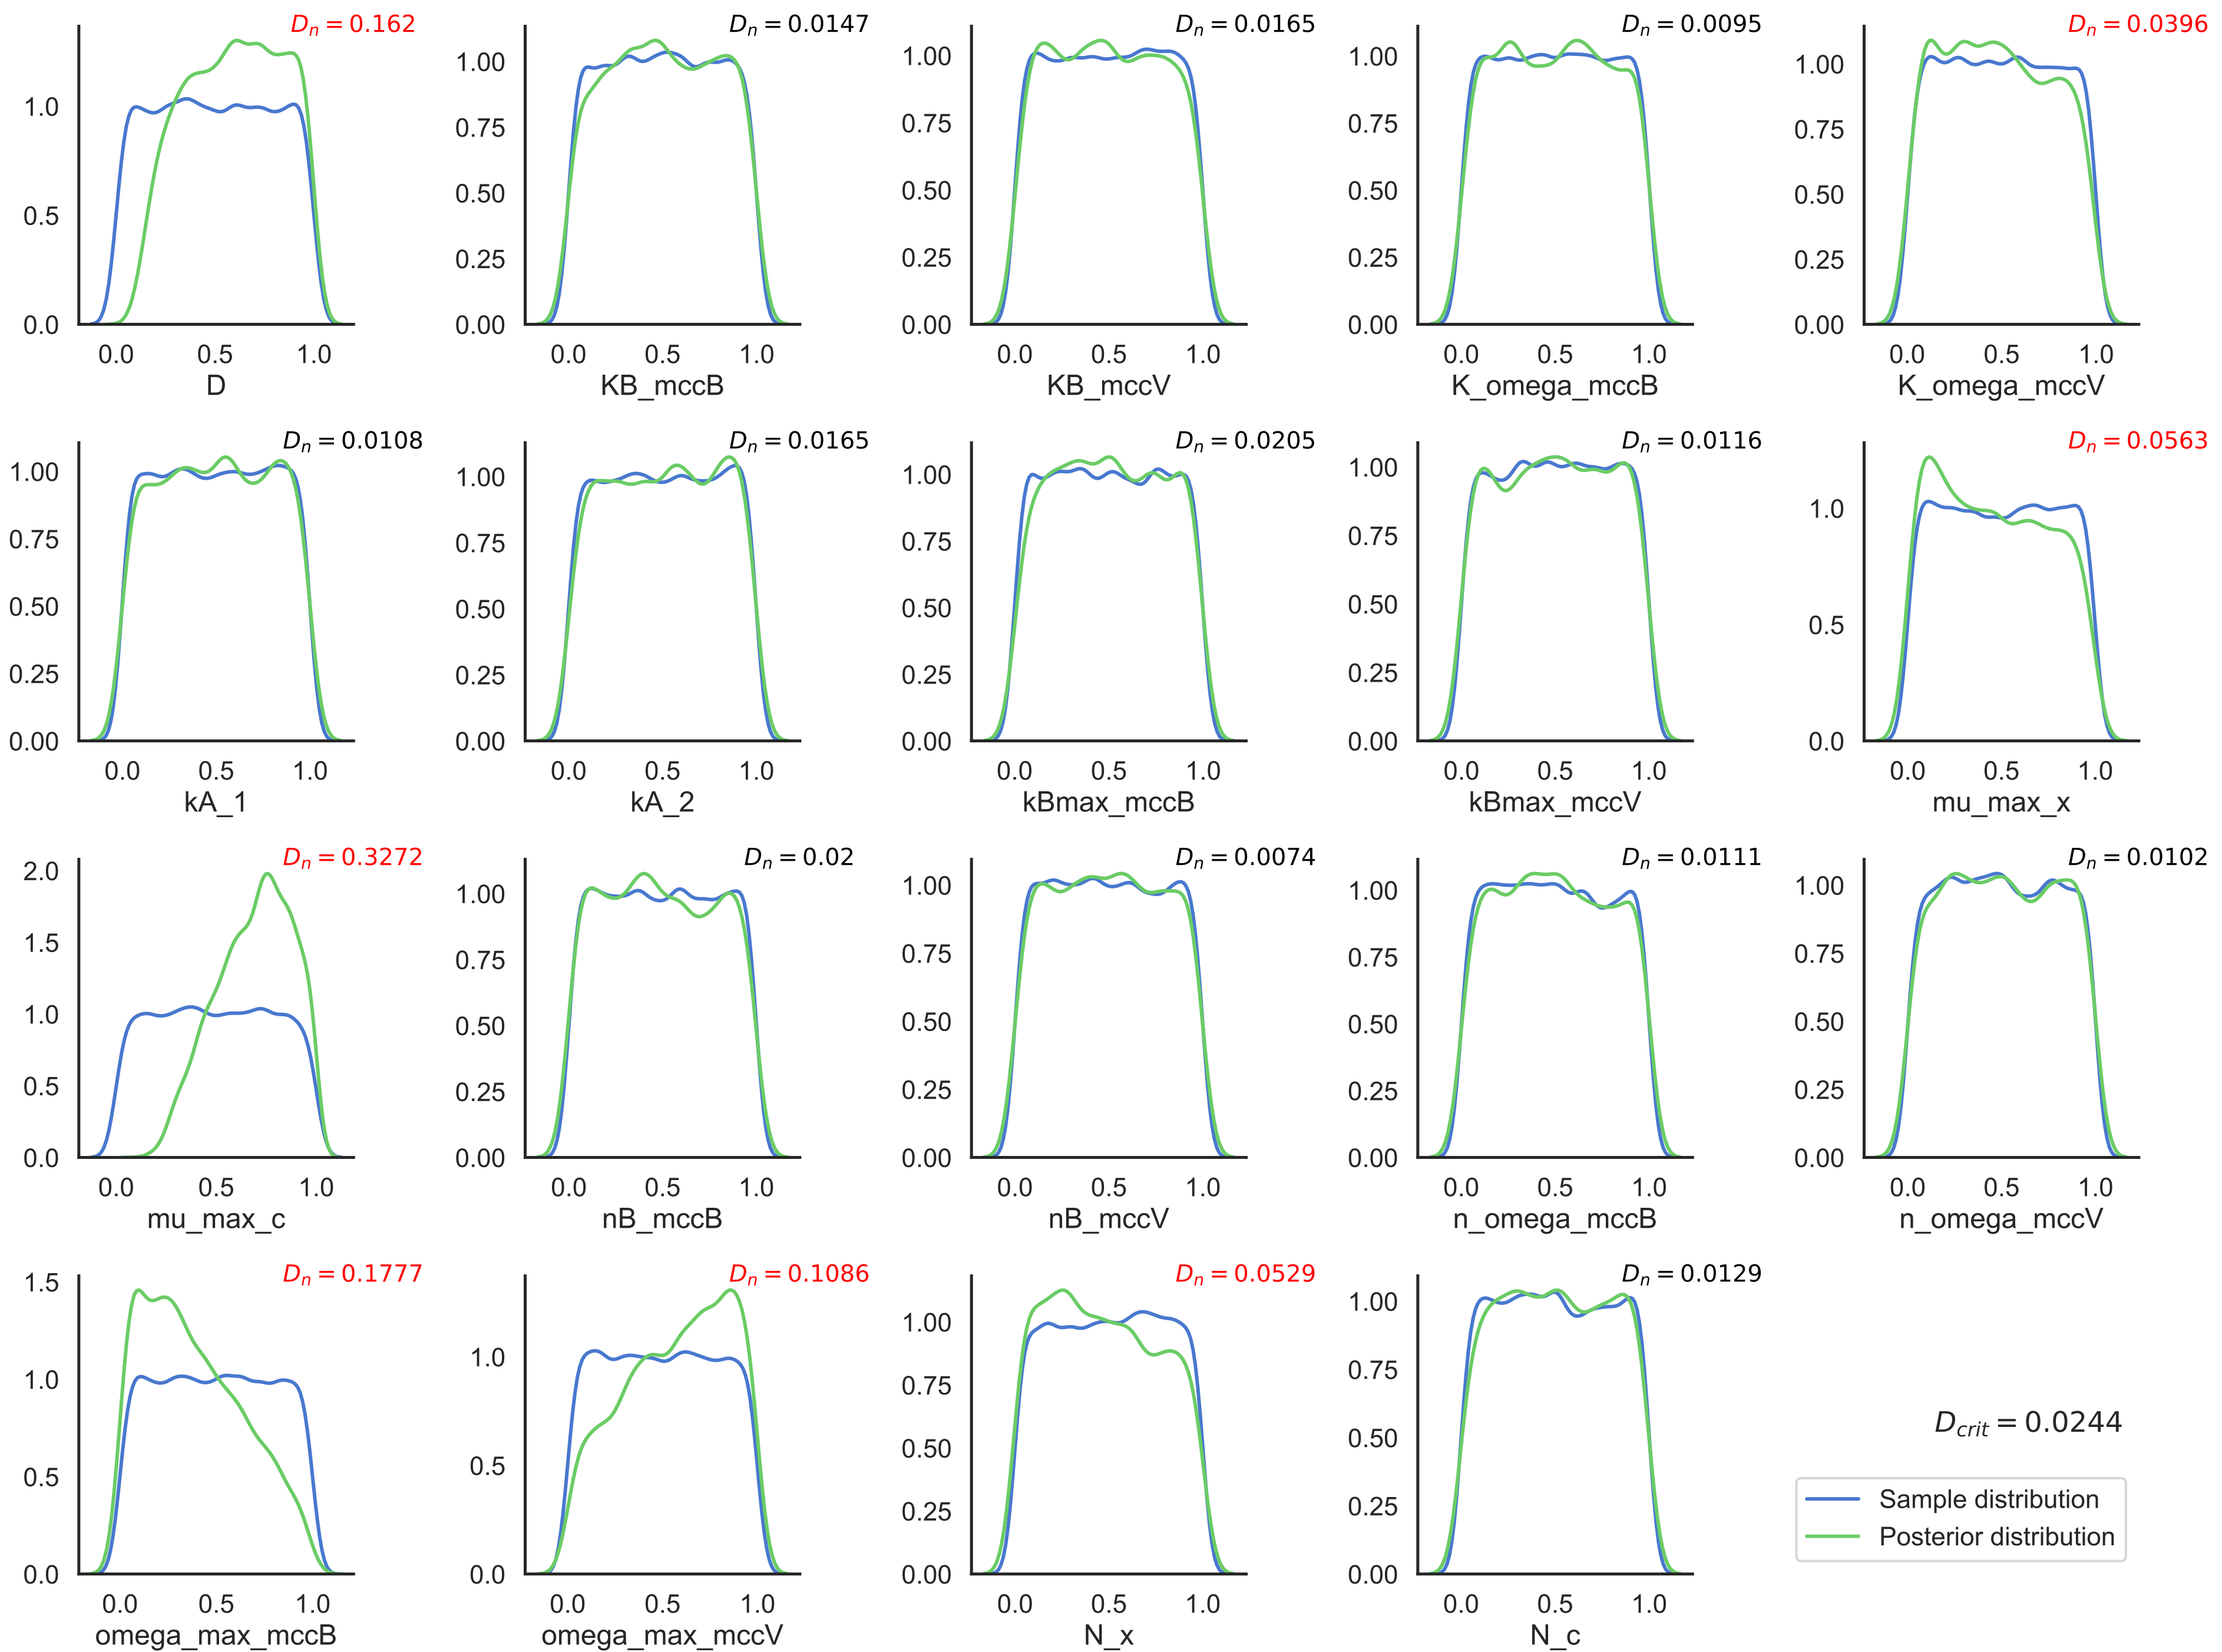 D_n = 0.162
D_n = 0.0147
D_n = 0.0165
D_n = 0.0095
D_n = 0.0396
1.0
0.5
0.0
1.00
0.75
0.50
0.25
0.00
1.00
0.75
0.50
0.25
0.00
1.00
0.75
0.50
0.25
0.00
1.00
0.75
0.50
0.25
0.00
0.0 0.5 1.0
0.0 0.5 1.0
0.0 0.5 1.0
0.0 0.5 1.0
0.0 0.5 1.0
D
KB_mccB
KB_mccV
K_omega_mccB
K_omega_mccV
D_n = 0.0108
D_n = 0.0165
D_n = 0.0205
D_n = 0.0116
D_n = 0.0563
1.00
0.75
0.50
0.25
0.00
1.00
0.75
0.50
0.25
0.00
1.00
0.75
0.50
0.25
0.00
1.00
0.75
0.50
0.25
0.00
1.0
0.5
0.0
0.0 0.5 1.0
0.0 0.5 1.0
0.0 0.5 1.0
0.0 0.5 1.0
0.0 0.5 1.0
kA_1
kA_2
kBmax_mccB
kBmax_mccV
mu_max_x
D_n = 0.3272
D_n = 0.02
D_n = 0.0074
D_n = 0.0111
D_n = 0.0102
2.0
1.5
1.0
0.5
0.0
1.00
0.75
0.50
0.25
0.00
1.00
0.75
0.50
0.25
0.00
1.00
0.75
0.50
0.25
0.00
1.00
0.75
0.50
0.25
0.00
0.0 0.5 1.0
0.0 0.5 1.0
0.0 0.5 1.0
0.0 0.5 1.0
0.0 0.5 1.0
mu_max_c
nB_mccB
nB_mccV
n_omega_mccB
n_omega_mccV
D_n = 0.1777
D_n = 0.1086
D_n = 0.0529
D_n = 0.0129
1.5
1.0
0.5
0.0
1.0
0.5
0.0
1.00
0.75
0.50
0.25
0.00
1.00
0.75
0.50
0.25
0.00
0.0 0.5 1.0
0.0 0.5 1.0
0.0 0.5 1.0
0.0 0.5 1.0
omega_max_mccB
omega_max_mccV
N_x
N_c
D_crit = 0.0244
Sample distribution
Posterior distribution